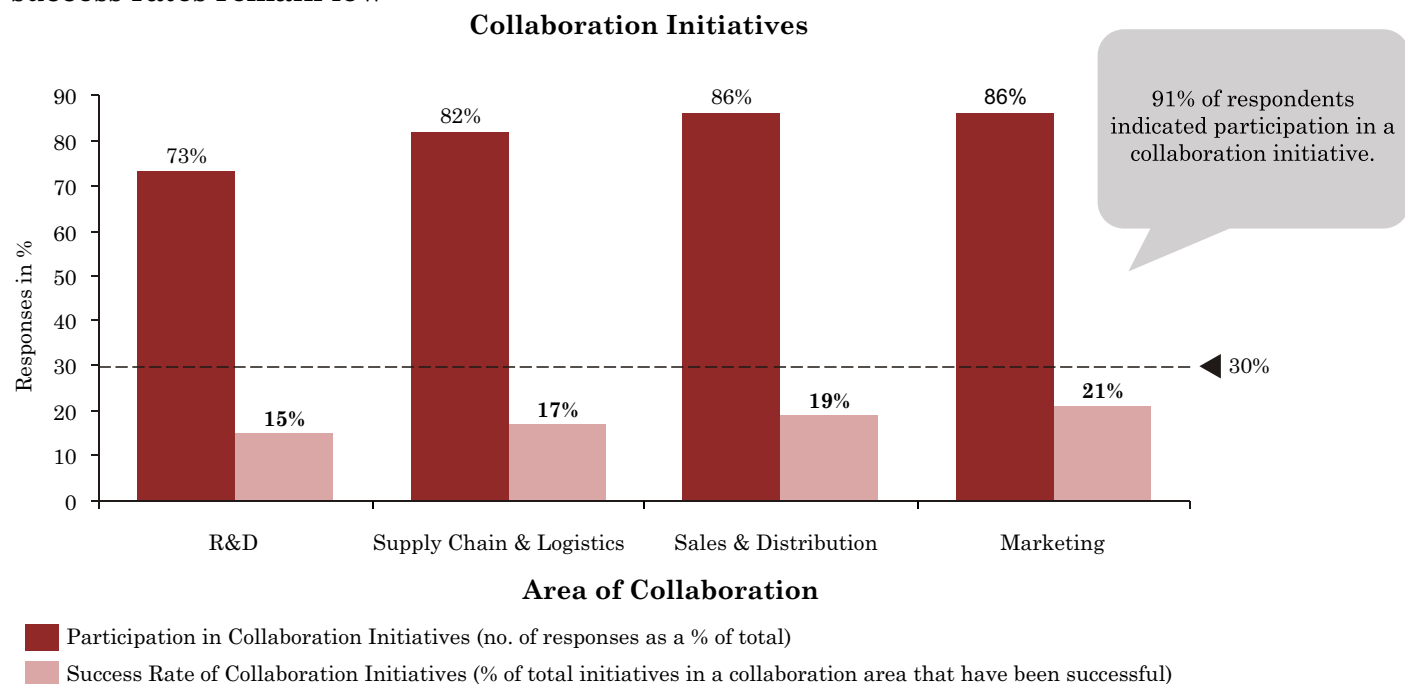 Collaboration Initiatives
91% of respondents
indicated participation in a
collaboration initiative.
Responses in %
90
80
70
60
50
40
30
20
10
0
73%
15%
82%
17%
86%
19%
86%
21%
30%
R&D
Supply Chain & Logistics
Sales & Distribution
Marketing
Area of Collaboration
Participation in Collaboration Initiatives (no. of responses as a % of total)
Success Rate of Collaboration Initiatives (% of total initiatives in a collaboration area that have been successful)